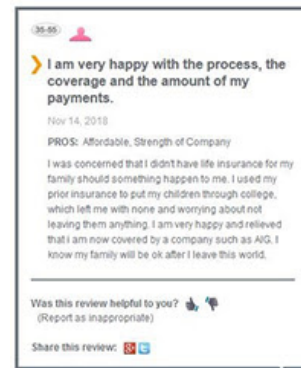 35-55
I am very happy with the process, the
coverage and the amount of my
payments.
Nov 14, 2018
PROS: Affordable, Strength of Company
I was concerned that I didn't have life insurance for my
family should something happen to me. I used my
prior insurance to put my children through college,
which left me with none and worrying about not
leaving them anything. I am very happy and relieved
that i am now covered by a company such as AIG. I
know my family will be ok after I leave this world.
Was this review helpful to you?
(Report as inappropriate)
Share this review: